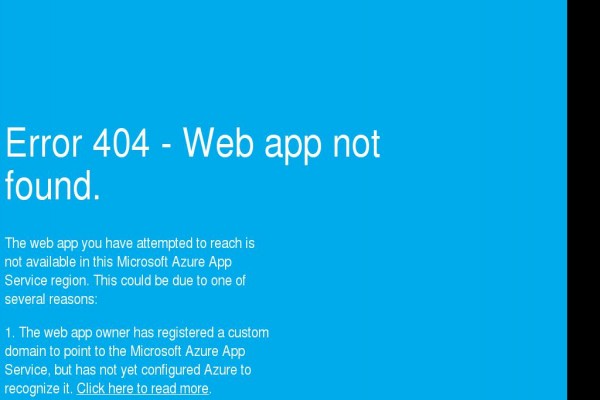 Error 404 - Web app not
found.
The web app you have attempted to reach is
not available in this Microsoft Azure App
Service region. This could be due to one of
several reasons:
1. The web app owner has registered a custom
domain to point to the Microsoft Azure App
Service, but has not yet configured Azure to
recognize it. Click here to read more.